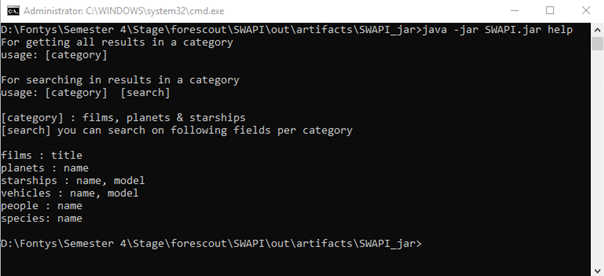 Administrator: C:\WINDOWS\system32\cmd.exe
D:\Fontys\Semester 4\Stage\forescout\SWAPI\out\artifacts\SWAPI_jar>java -jar SWAPI.jar help
For getting all results in a category
usage: [category]
For searching in results in a category
usage: [category]  [search]
[category] : films, planets & starships
[search] you can search on following fields per category
films : title
planets : name
starships : name, model
vehicles : name, model
people : name
species: name
D:\Fontys\Semester 4\Stage\forescout\SWAPI\out\artifacts\SWAPI_jar>